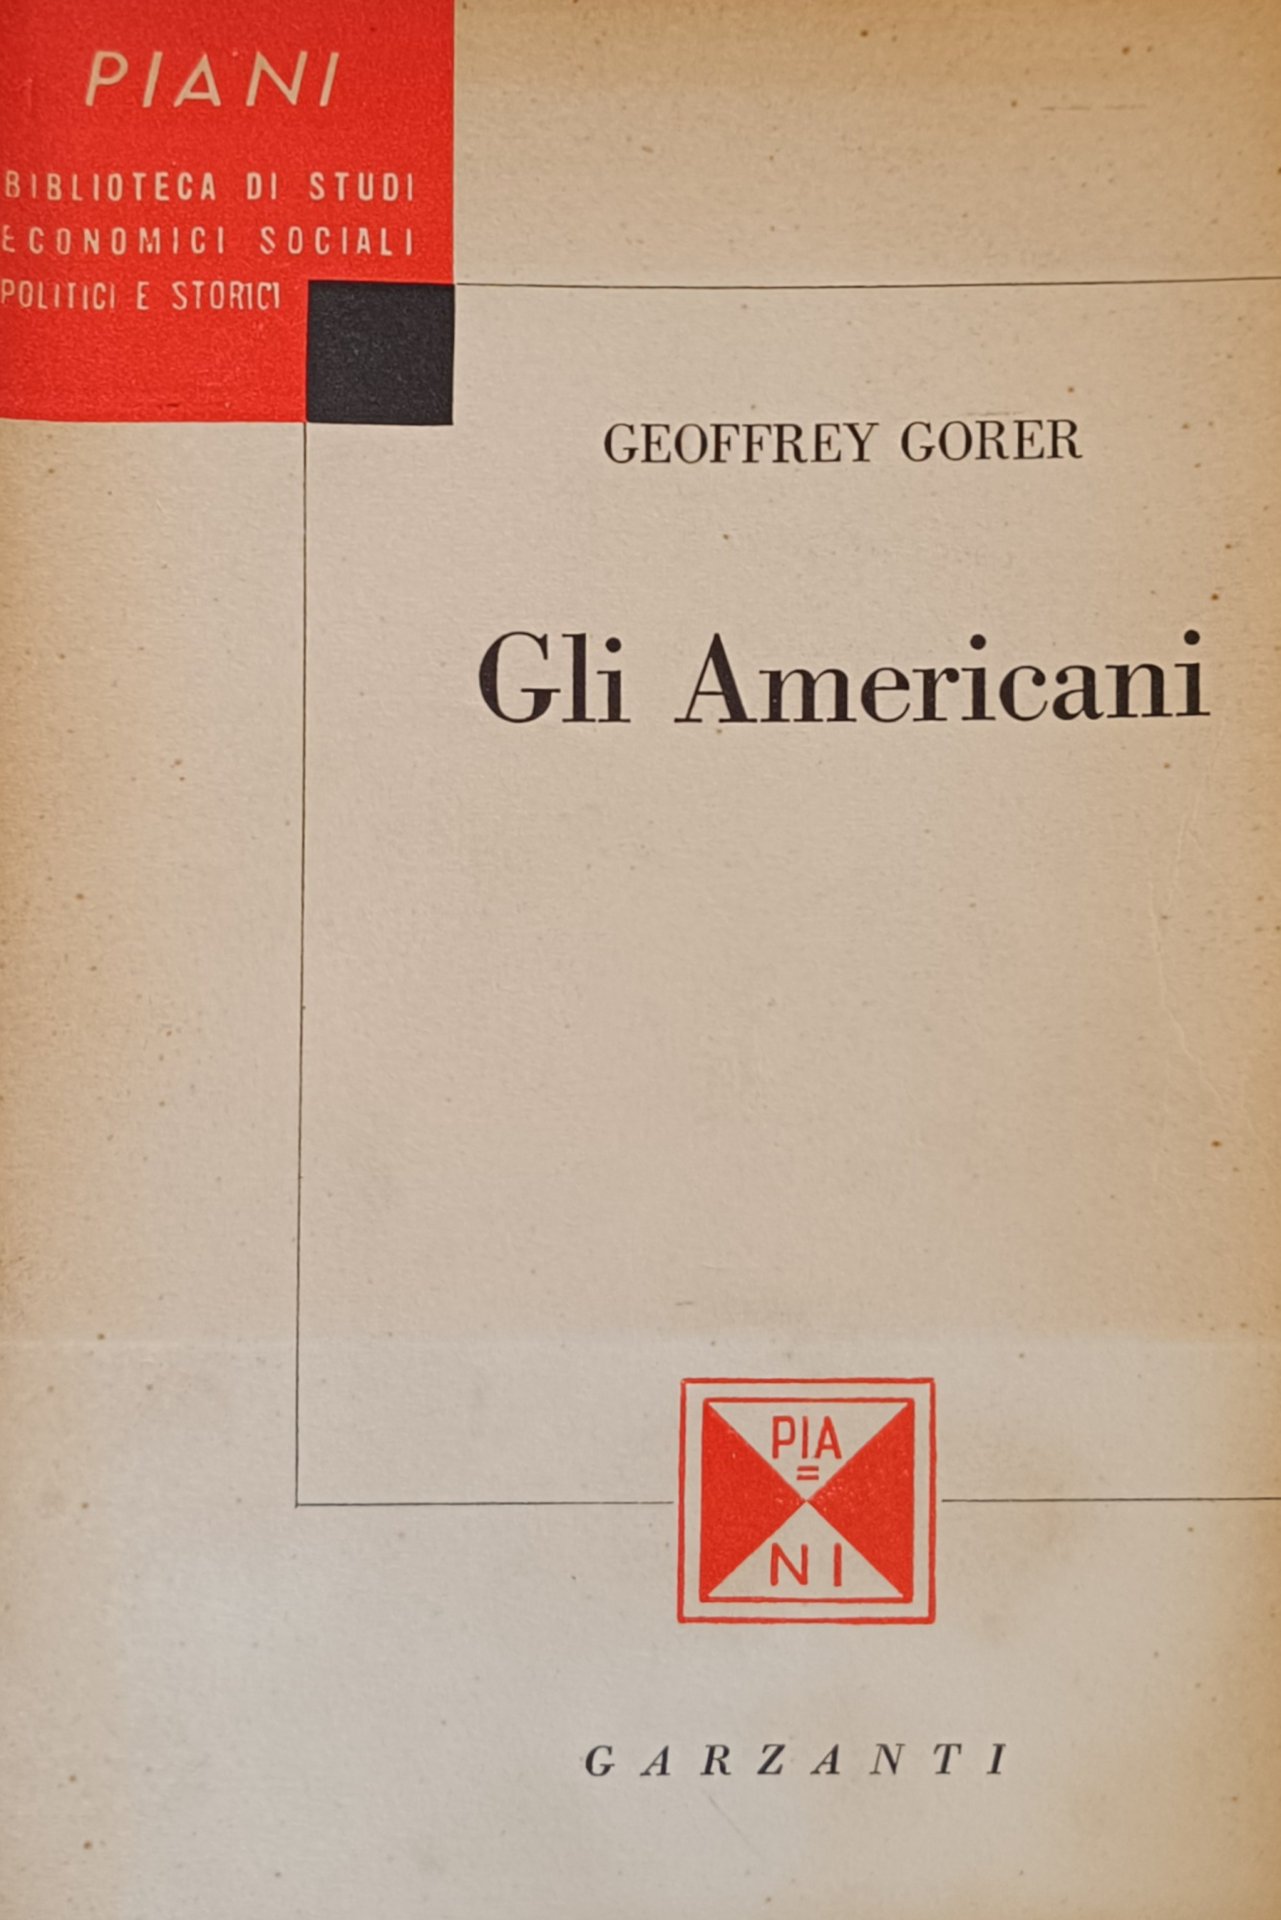 PIANI
BIBLIOTECA DI STUDI
ECONOMICI SOCIALI
POLITICI E STORICI
GEOFFREY GORER
Gli Americani
PIA=
NI
GARZANTI